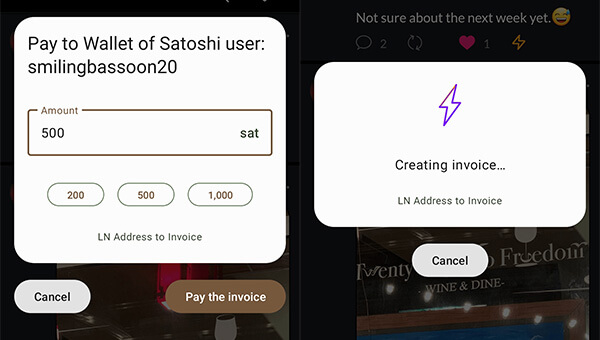 Pay to Wallet of Satoshi user:
smilingbassoon20
Amount
500 sat
200 500 1,000
LN Address to Invoice
Cancel Pay the invoice
Not sure about the next week yet.😅
2 1
Creating invoice...
LN Address to Invoice
Cancel
Twenty Freedom
WINE & DINE